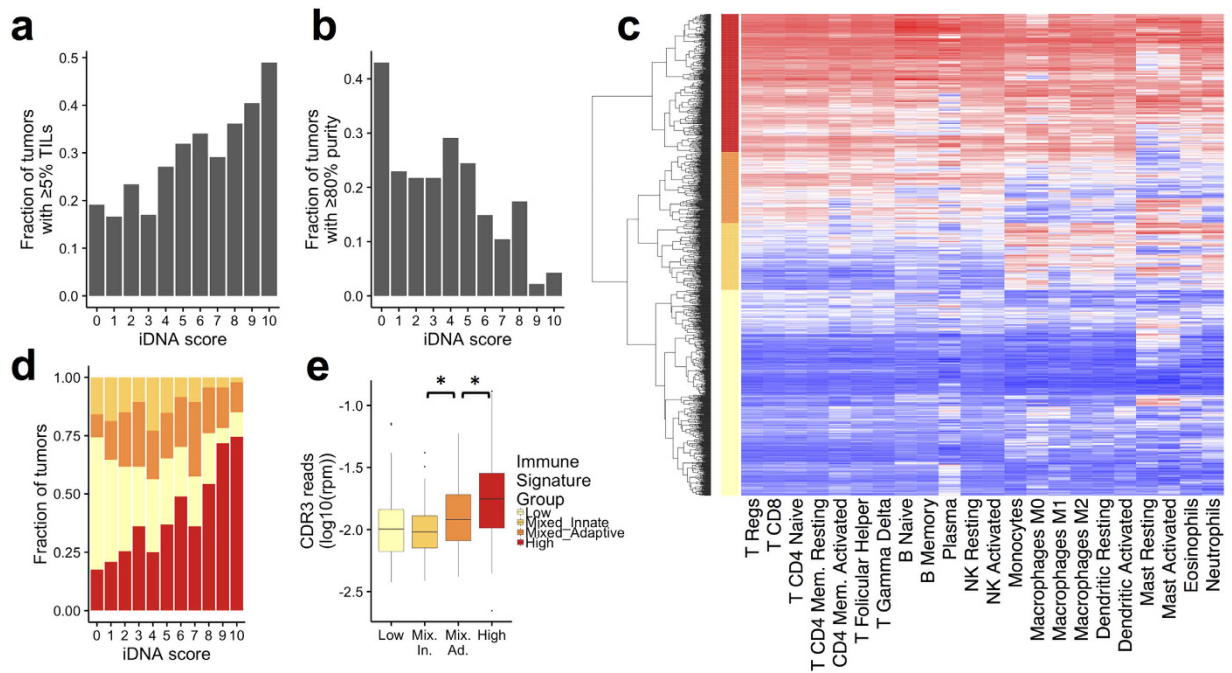 a
Fraction of tumors
with ≥5% TILs
0.5
0.4
0.3
0.2
0.1
0.0
0 1 2 3 4 5 6 7 8 9 10
iDNA score
b
Fraction of tumors
with ≥80% purity
0.4
0.3
0.2
0.1
0.0
0 1 2 3 4 5 6 7 8 9 10
iDNA score
c
T Regs
T CD8
T CD4 Naive
T CD4 Mem. Resting
CD4 Mem. Activated
T Folicular Helper
T Gamma Delta
B Naive
B Memory
Plasma
NK Resting
NK Activated
Monocytes
Macrophages M0
Macrophages M1
Macrophages M2
Dendritic Resting
Dendritic Activated
Mast Resting
Mast Activated
Eosinophils
Neutrophils
d
Fraction of tumors
1.00
0.75
0.50
0.25
0.00
0 1 2 3 4 5 6 7 8 9 10
iDNA score
e
CDR3 reads
(log10(rpm))
-1.0
-1.5
-2.0
-2.5
* *
Low Mix. In. Mix. Ad. High
Immune
Signature
Group
Low
Mixed_Innate
Mixed_Adaptive
High